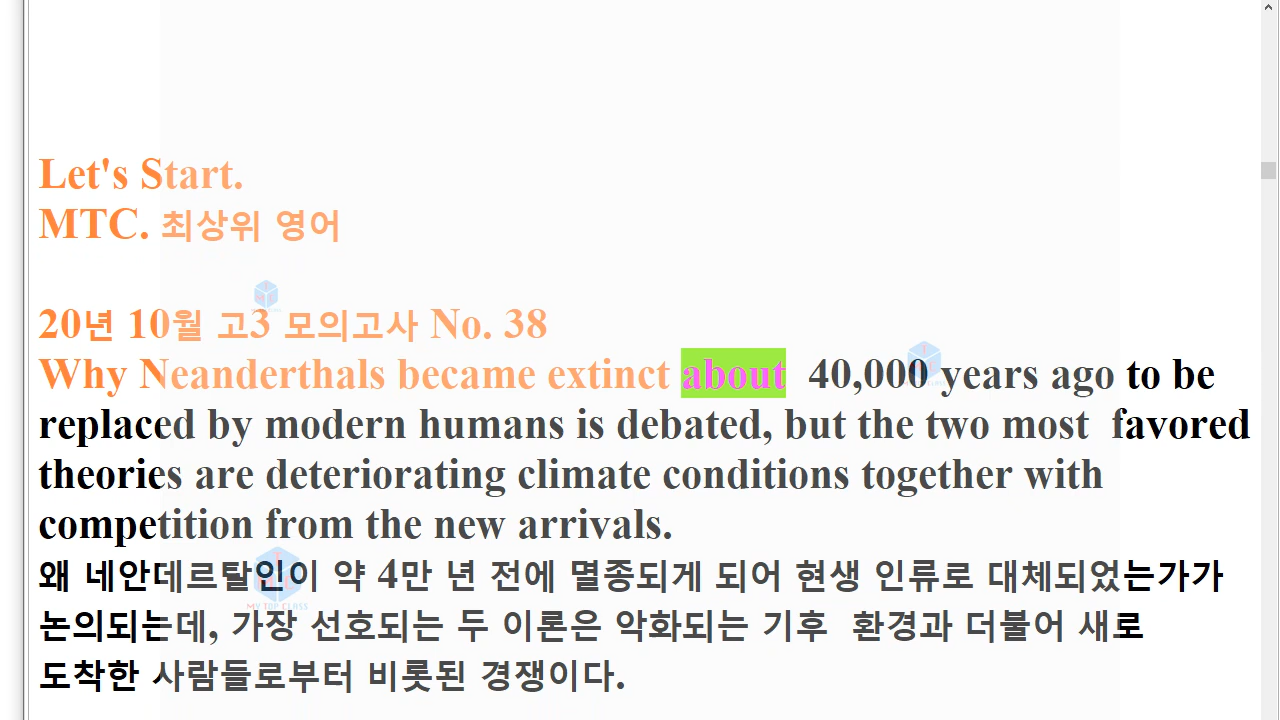 Let's Start.
MTC. 최상위 영어
20년 10월 고3 모의고사 No. 38
Why Neanderthals became extinct about 40,000 years ago to be
replaced by modern humans is debated, but the two most favored
theories are deteriorating climate conditions together with
competition from the new arrivals.
왜 네안데르탈인이 약 4만 년 전에 멸종되게 되어 현생 인류로 대체되었는가가
논의되는데, 가장 선호되는 두 이론은 악화되는 기후 환경과 더불어 새로
도착한 사람들로부터 비롯된 경쟁이다.
MY TOP CLASS